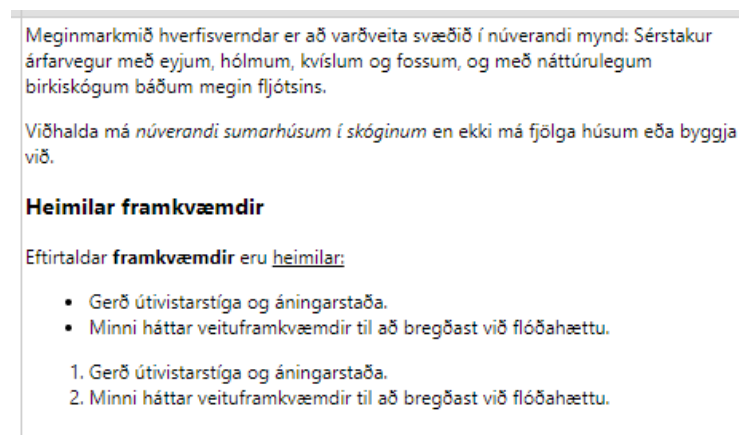 Meginmarkmið hverfisverndar er að varðveita svæðið í núverandi mynd: Sérstakur
árfarvegur með eyjum, hólmum, kvíslum og fossum, og með náttúrulegum
birkiskógum báðum megin fljótsins.
Viðhalda má núverandi sumarhúsum í skóginum en ekki má fjölga húsum eða byggja
við.
Heimilar framkvæmdir
Eftirtaldar framkvæmdir eru heimilar:
• Gerð útivistarstíga og áningarstaða.
• Minni háttar veituframkvæmdir til að bregðast við flóðahættu.
1. Gerð útivistarstíga og áningarstaða.
2. Minni háttar veituframkvæmdir til að bregðast við flóðahættu.